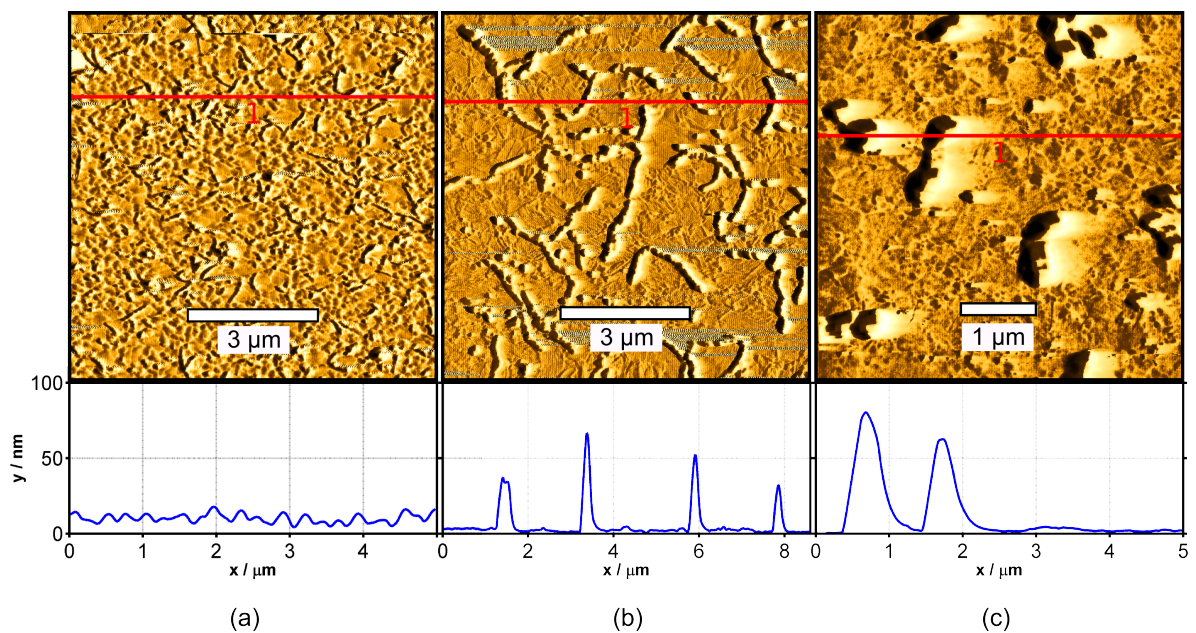 1
1
1
3 µm
3 µm
1 µm
100
50
0
y / nm
0 1 2 3 4
0 2 4 6 8
0 1 2 3 4 5
x / μm
x / μm
x / μm
(a)
(b)
(c)